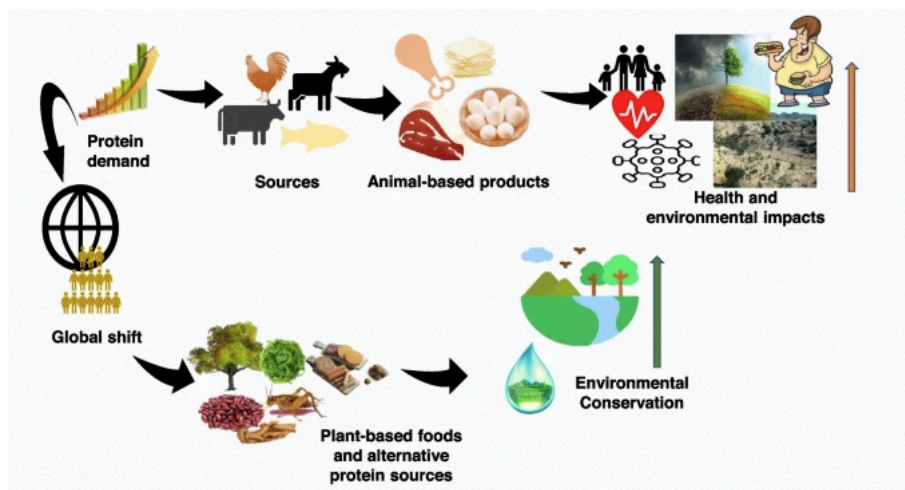 Protein
demand
Sources
Animal-based products
Health and
environmental impacts
Global shift
Plant-based foods
and alternative
protein sources
Environmental
Conservation